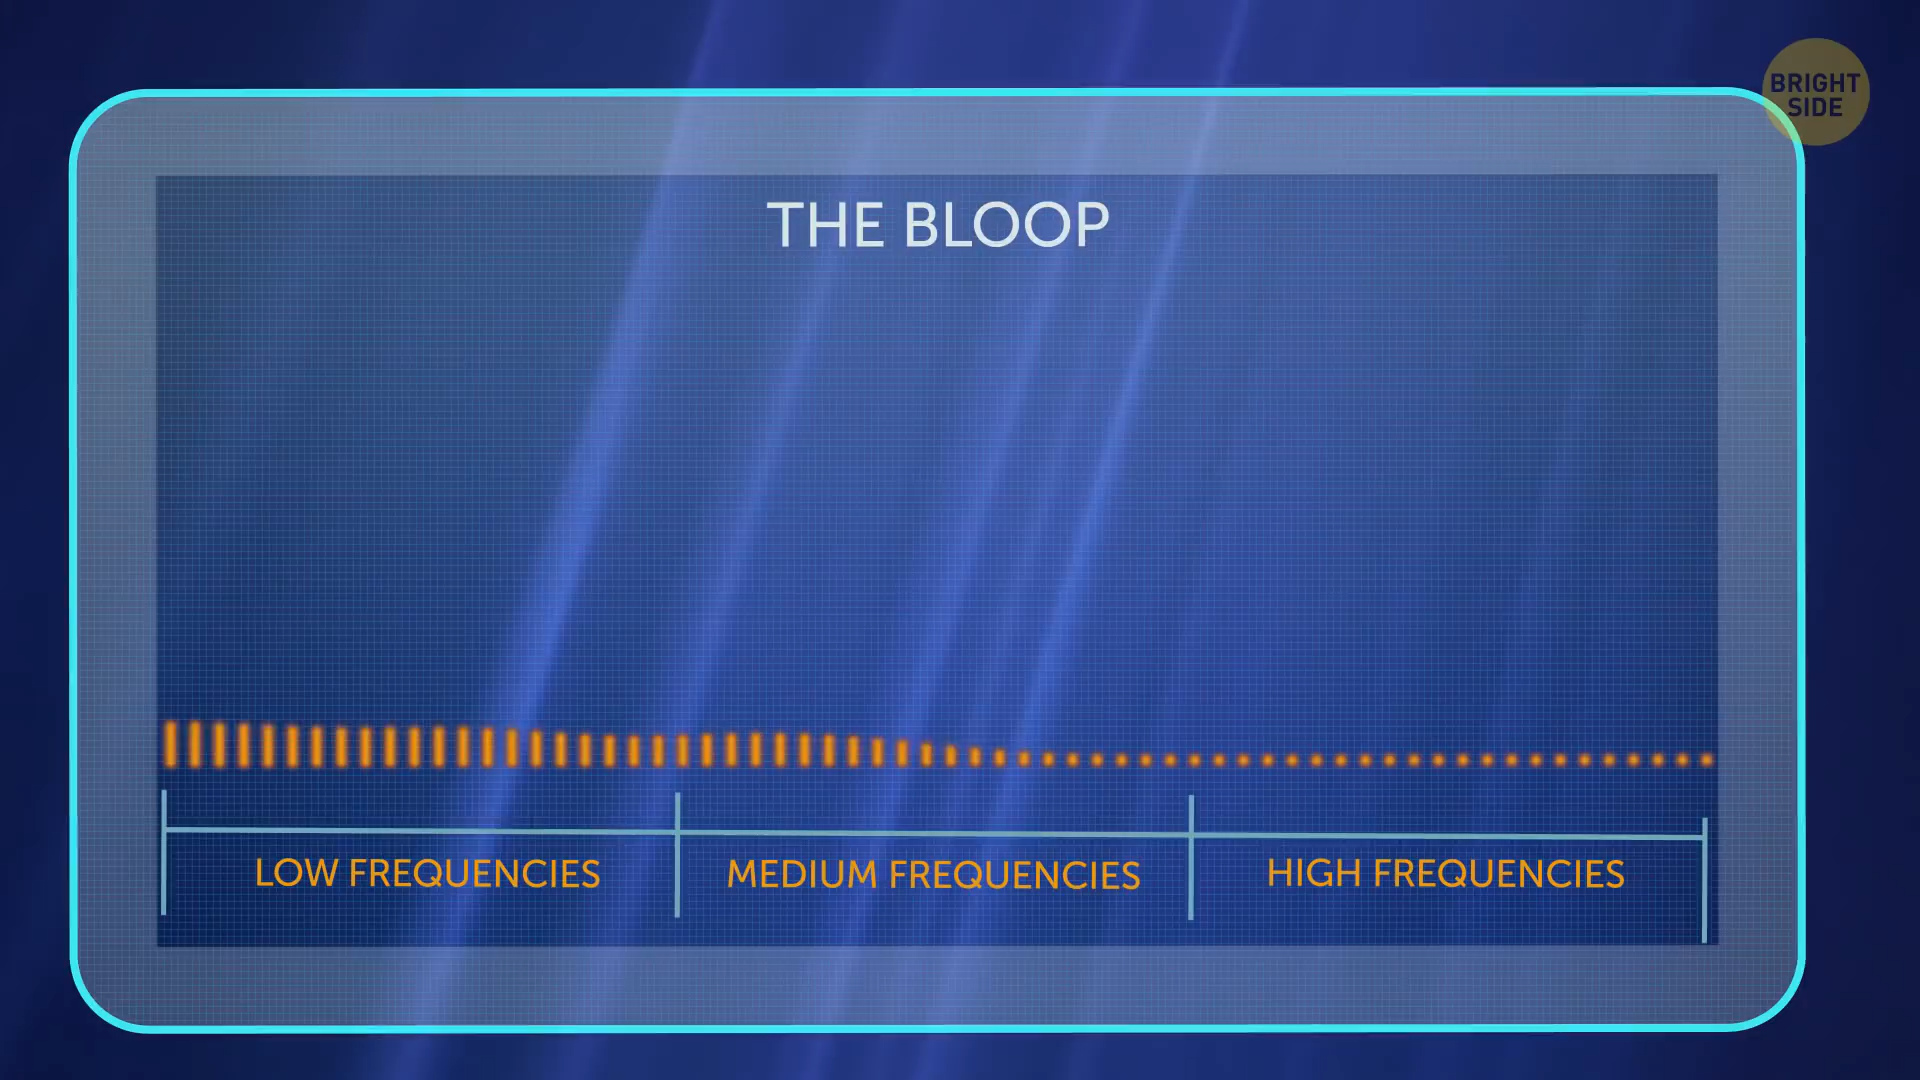 BRIGHT
SIDE
THE BLOOP
LOW FREQUENCIES
MEDIUM FREQUENCIES
HIGH FREQUENCIES